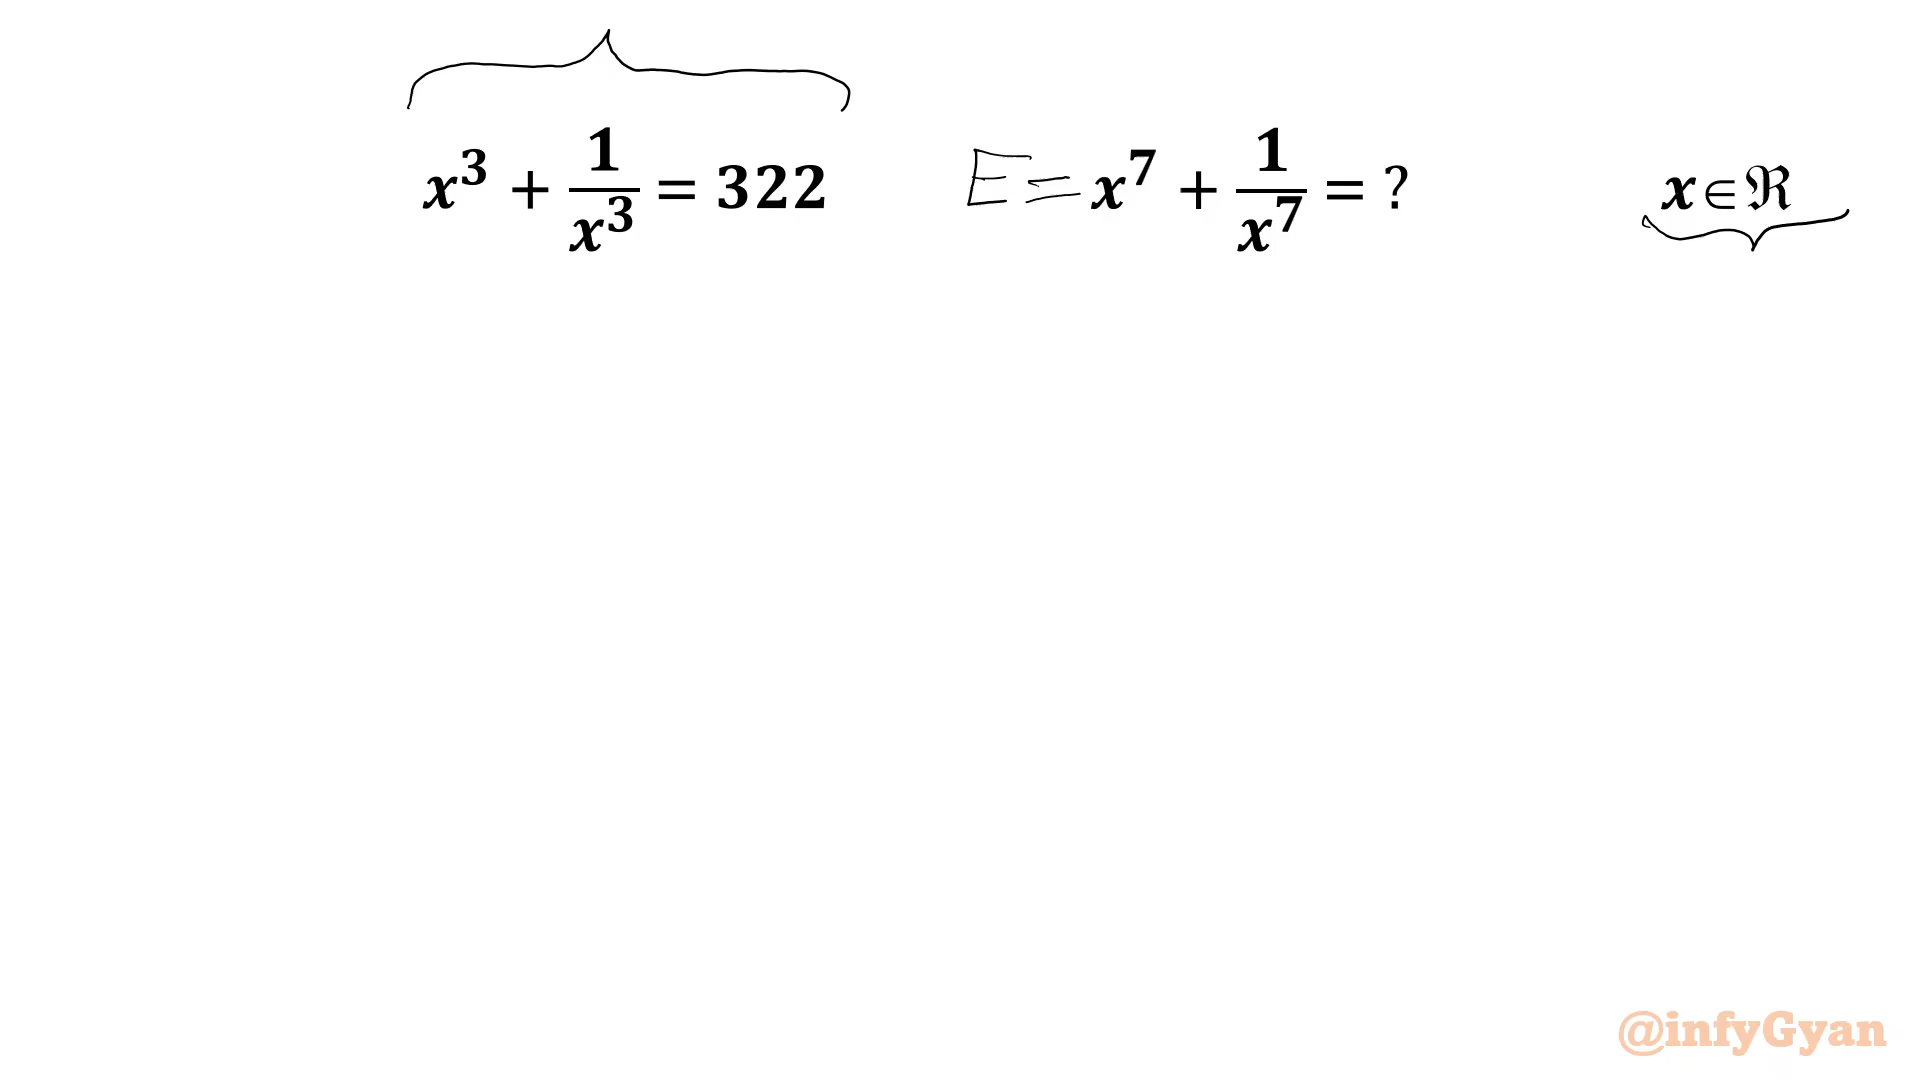 x³ + 1/x³ = 322 E = x⁷ + 1/x⁷ = ? x ∈ ℜ
@infyGyan